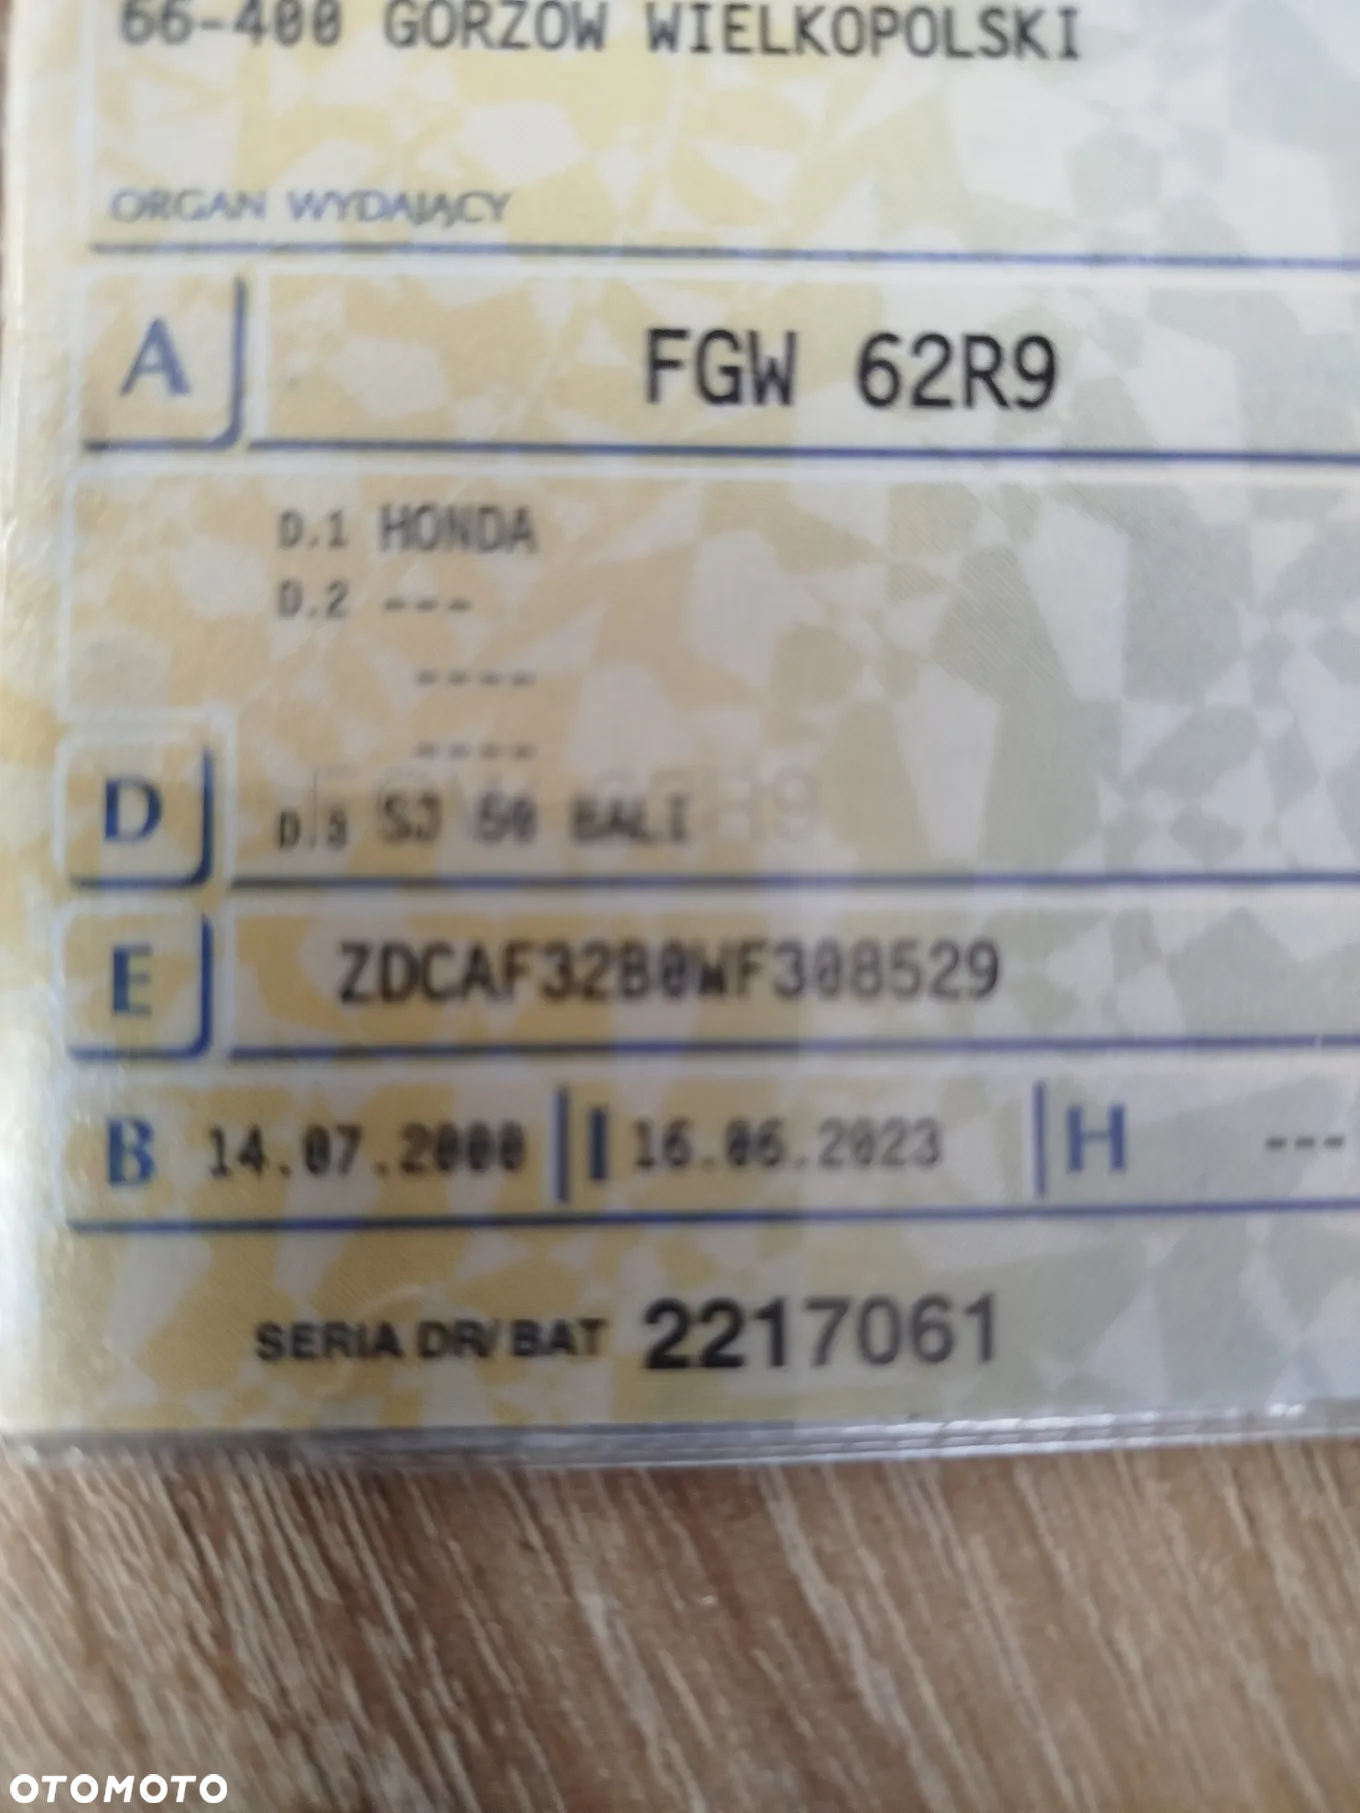 66-400 GORZÓW WIELKOPOLSKI
ORGAN WYDAJĄCY
A FGW 62R9
D.1 HONDA
D.2 ---
----
----
D D.3 SJ 50 BALI
E ZDCAF32B0WF308529
B 14.07.2000 I 16.06.2023 H ---
SERIA DR/BAT 2217061
OTOMOTO